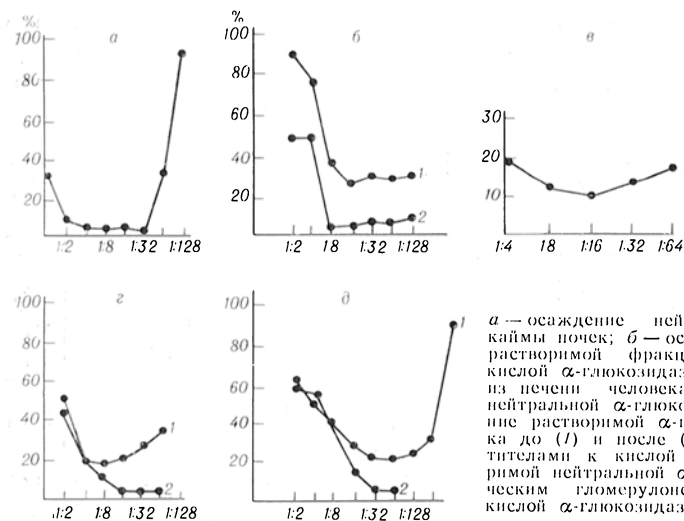 %
а
100
80
60
40
20
1:2 1:8 1:32 1:128
%
б
100
80
60
40
20
1
2
1:2 1:8 1:32 1:128
в
30
20
10
1:4 1:8 1:16 1:32 1:64
г
100
80
60
40
20
1
2
1:2 1:8 1:32 1:128
д
100
80
60
40
20
1
2
1:2 1:8 1:32 1:128
а — осаждение ней
каймы почек; б — ос
растворимой фракц
кислой α-глюкозидаз
из печени человека
нейтральной α-глюко
ние растворимой α-г
ка до (1) и после (
тителами к кислой
римой нейтральной α
ческим гломерулоне
кислой α-глюкозидаз